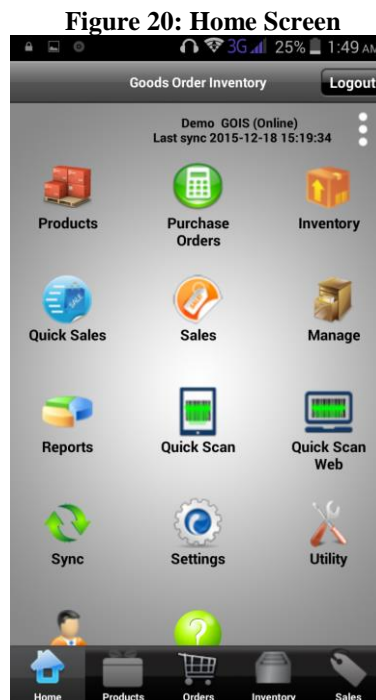 Figure 20: Home Screen
3G 25% 1:49 AM
Goods Order Inventory Logout
Demo GOIS (Online)
Last sync 2015-12-18 15:19:34
Products
Purchase
Orders
Inventory
SALE
Quick Sales
Sales
Manage
Reports
Quick Scan
Quick Scan
Web
Sync
Settings
Utility
?
Home Products Orders Inventory Sales